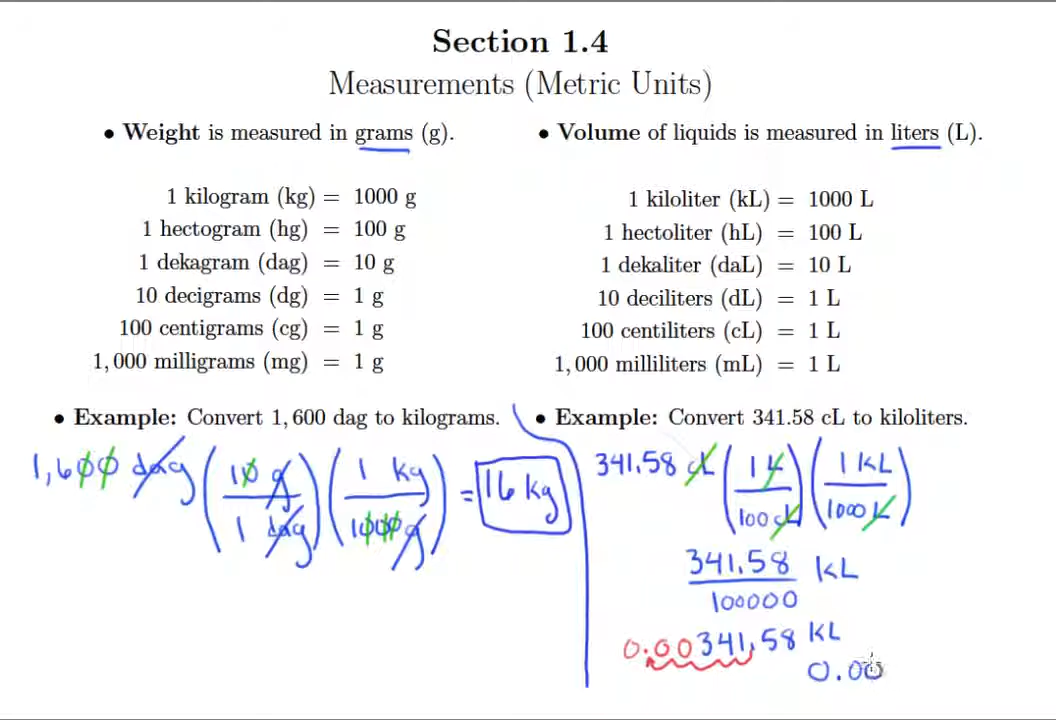 Section 1.4
Measurements (Metric Units)
• Weight is measured in grams (g).
1 kilogram (kg) = 1000 g
1 hectogram (hg) = 100 g
1 dekagram (dag) = 10 g
10 decigrams (dg) = 1 g
100 centigrams (cg) = 1 g
1,000 milligrams (mg) = 1 g
• Example: Convert 1,600 dag to kilograms.
1,600 dag (10 g / 1 dag) (1 kg / 1000 g) = 16 kg
• Volume of liquids is measured in liters (L).
1 kiloliter (kL) = 1000 L
1 hectoliter (hL) = 100 L
1 dekaliter (daL) = 10 L
10 deciliters (dL) = 1 L
100 centiliters (cL) = 1 L
1,000 milliliters (mL) = 1 L
• Example: Convert 341.58 cL to kiloliters.
341.58 cL (1 L / 100 cL) (1 KL / 1000 L)
341.58 / 100000 KL
0.00341.58 KL
0.00